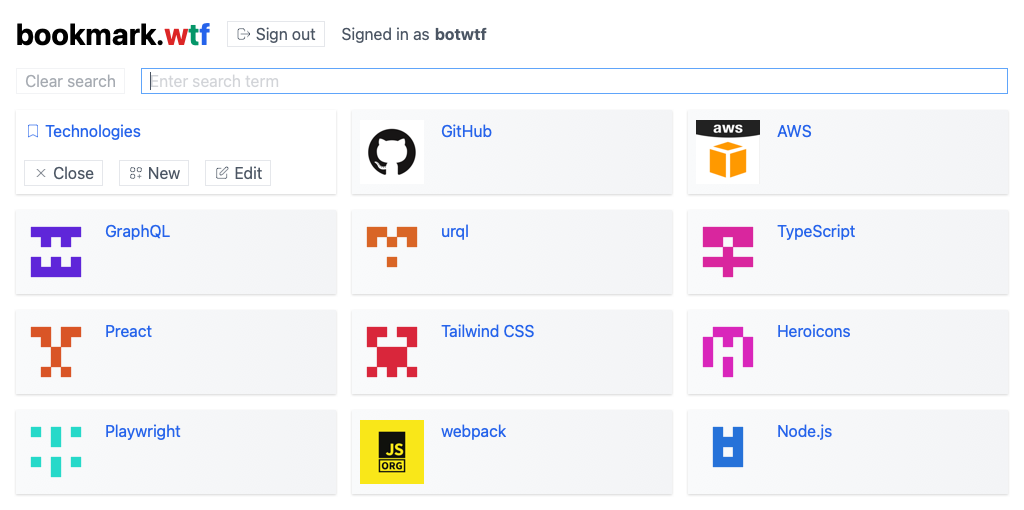 bookmark.wtf Sign out Signed in as botwtf
Clear search Enter search term
Technologies
Close New Edit
GitHub
aws AWS
GraphQL
urql
TypeScript
Preact
Tailwind CSS
Heroicons
Playwright
JS
ORG
webpack
Node.js